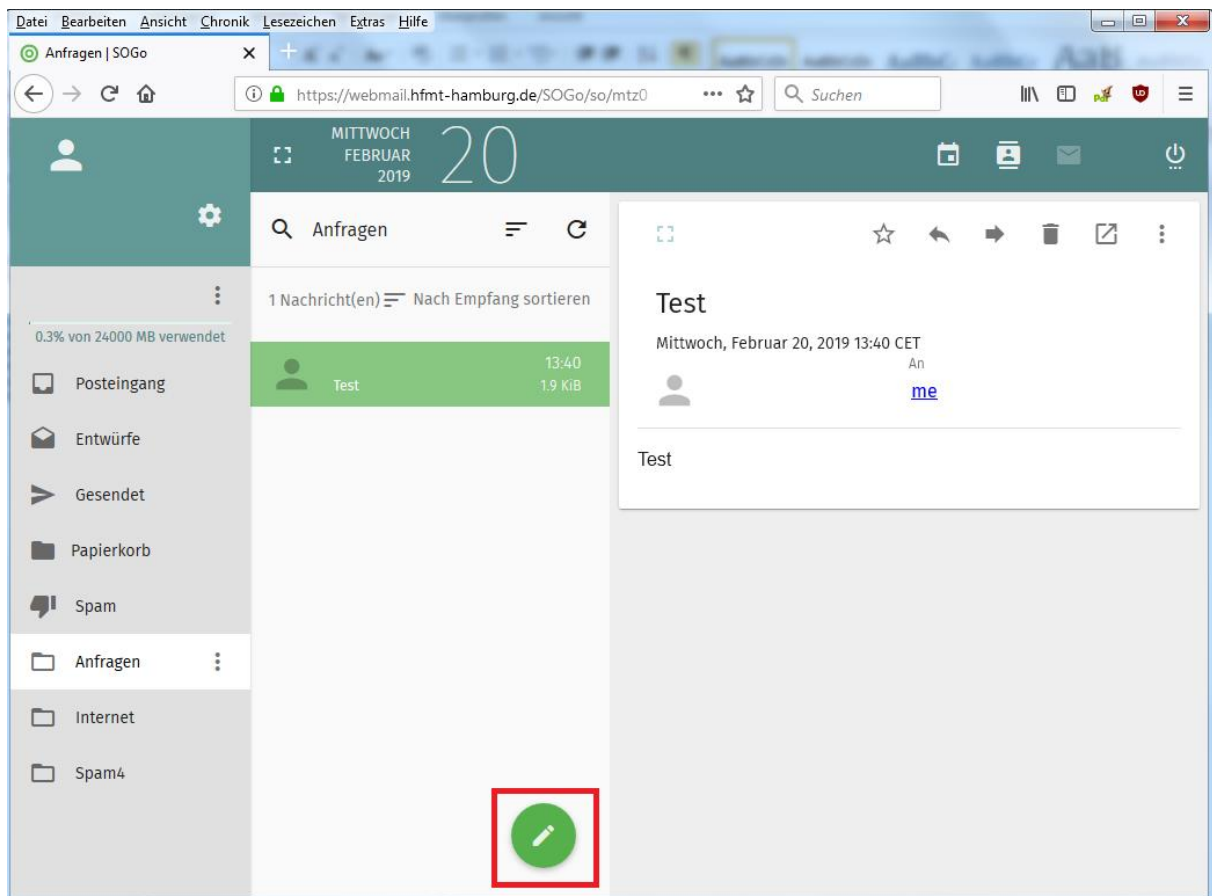 Datei Bearbeiten Ansicht Chronik Lesezeichen Extras Hilfe
Anfragen | SOGo
https://webmail.hfmt-hamburg.de/SOGo/so/mtz0
Suchen
MITTWOCH
FEBRUAR
2019
20
Anfragen
1 Nachricht(en)
Nach Empfang sortieren
0.3% von 24000 MB verwendet
Posteingang
Entwürfe
Gesendet
Papierkorb
Spam
Anfragen
Internet
Spam4
13:40
Test
1.9 KiB
Test
Mittwoch, Februar 20, 2019 13:40 CET
An
me
Test